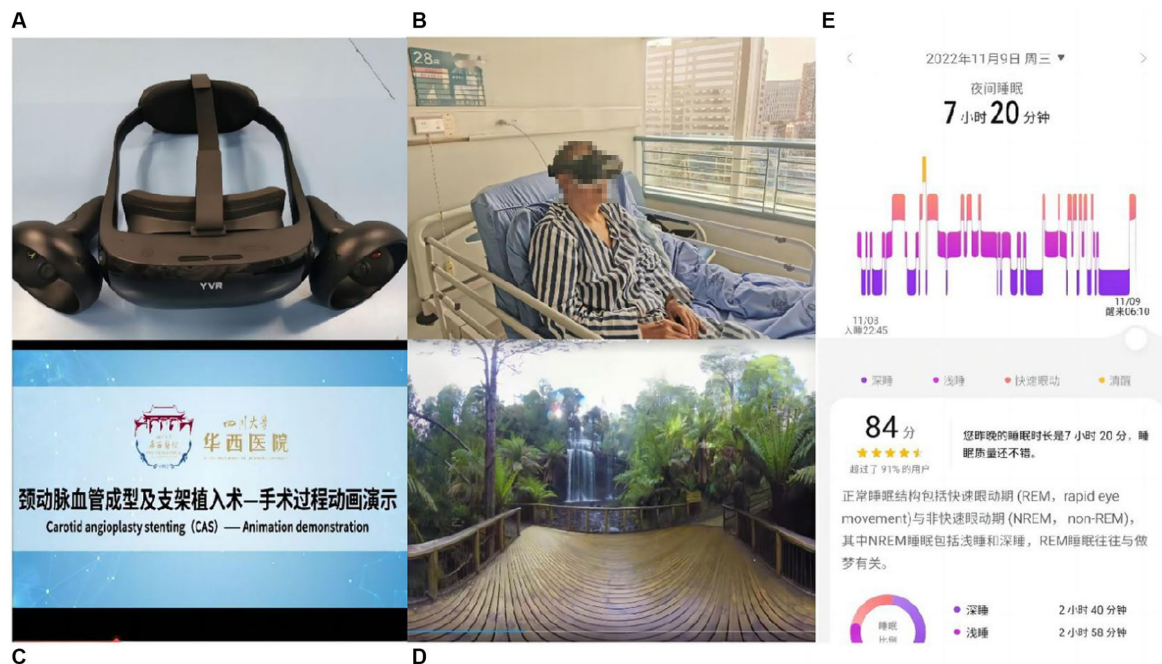 A
B
E
YVR
28
四川大学
华西医院
颈动脉血管成型及支架植入术—手术过程动画演示
Carotid angioplasty stenting（CAS）—— Animation demonstration
2022年11月9日 周三
夜间睡眠
7 小时 20 分钟
11/08
入睡22:45
11/09
醒来06:10
深睡
浅睡
快速眼动
清醒
84 分
超过了 91% 的用户
您昨晚的睡眠时长是7 小时 20 分，睡
眠质量还不错。
正常睡眠结构包括快速眼动期 (REM，rapid eye
movement)与非快速眼动期 (NREM， non-REM)，
其中NREM睡眠包括浅睡和深睡，REM睡眠往往与做
梦有关。
睡眠
比例
深睡 2 小时 40 分钟
浅睡 2 小时 58 分钟
C
D